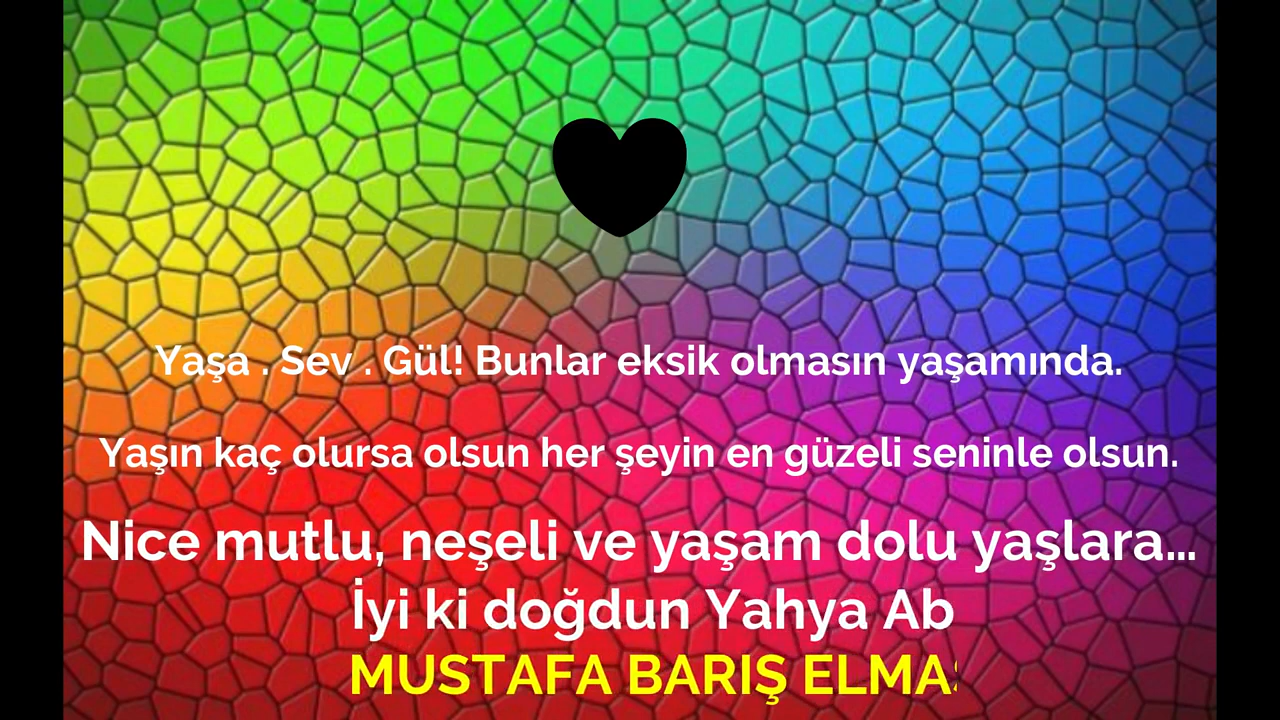 Yaşa . Sev . Gül! Bunlar eksik olmasın yaşamında.
Yaşın kaç olursa olsun her şeyin en güzeli seninle olsun.
Nice mutlu, neşeli ve yaşam dolu yaşlara...
İyi ki doğdun Yahya Ab
MUSTAFA BARIŞ